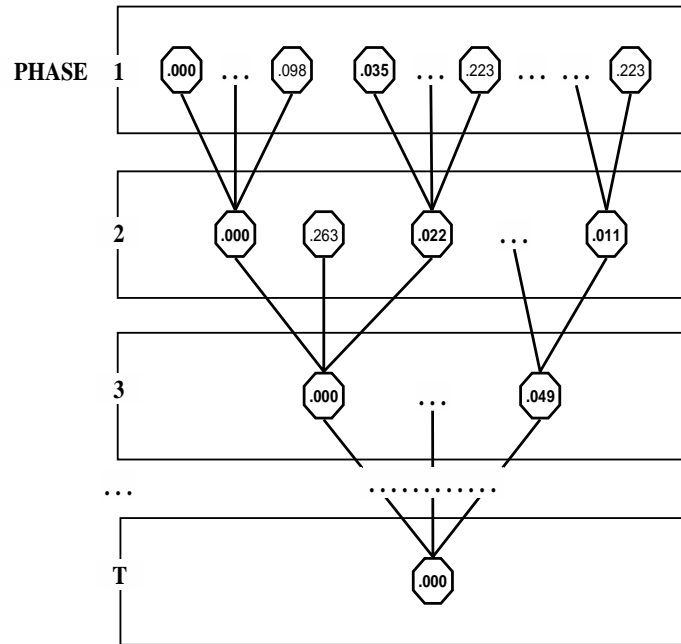 PHASE 1 .000 ... .098 .035 ... .223 ... ... .223
2 .000 .263 .022 ... .011
3 .000 ... .049
... ............
T .000